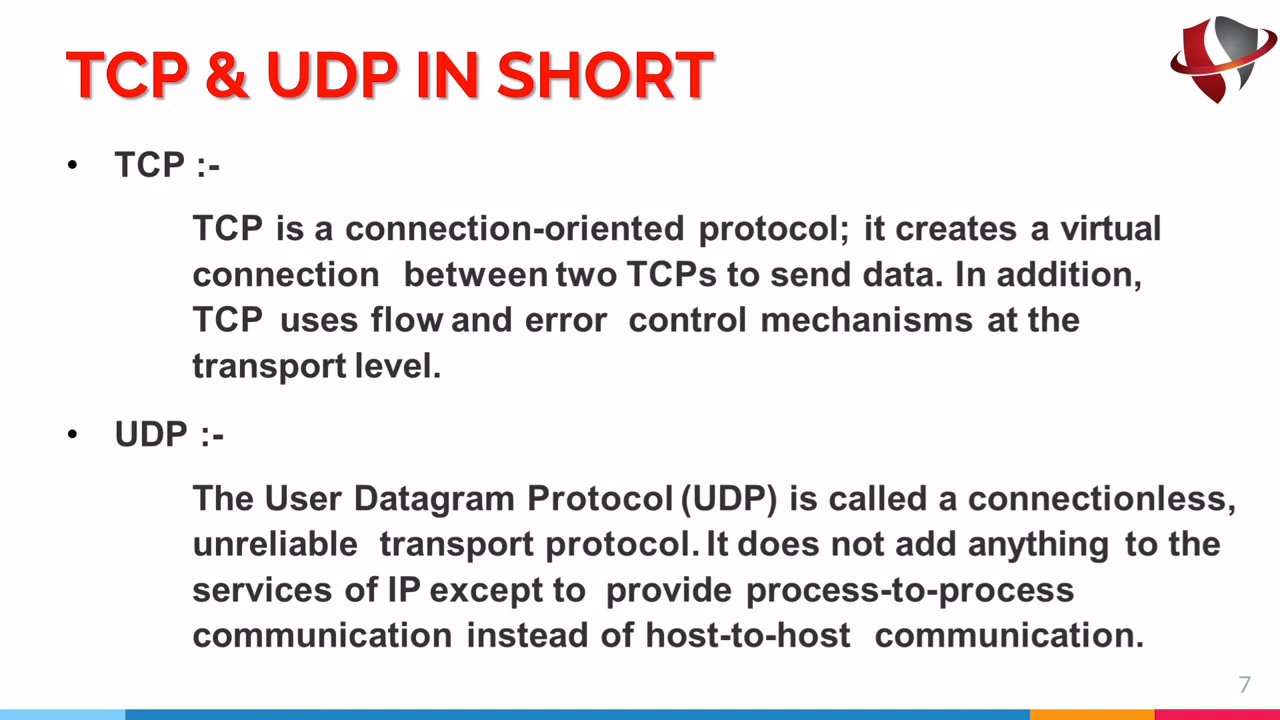 TCP & UDP IN SHORT
• TCP :-
TCP is a connection-oriented protocol; it creates a virtual
connection between two TCPs to send data. In addition,
TCP uses flow and error control mechanisms at the
transport level.
• UDP :-
The User Datagram Protocol (UDP) is called a connectionless,
unreliable transport protocol. It does not add anything to the
services of IP except to provide process-to-process
communication instead of host-to-host communication.
7